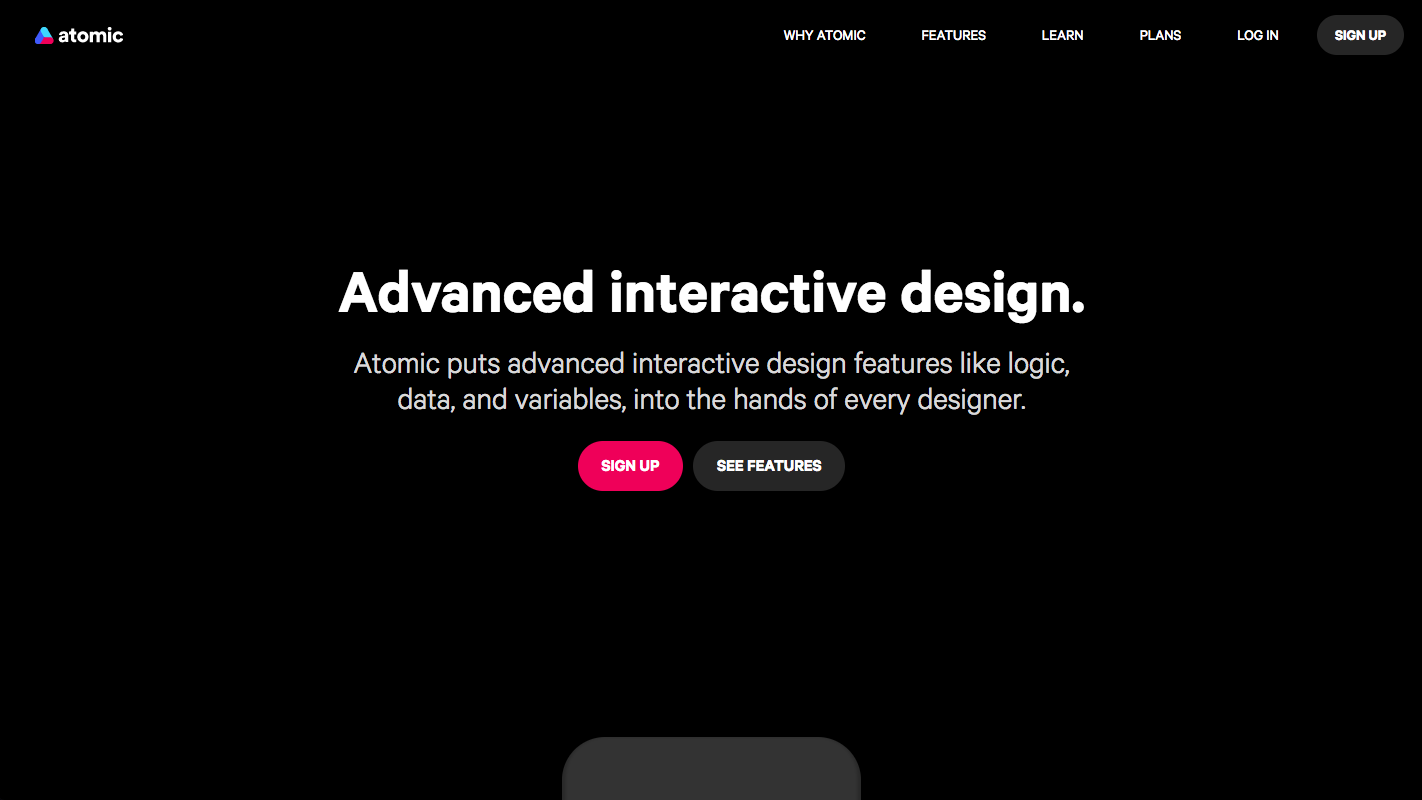 atomic
WHY ATOMIC
FEATURES
LEARN
PLANS
LOG IN
SIGN UP
Advanced interactive design.
Atomic puts advanced interactive design features like logic,
data, and variables, into the hands of every designer.
SIGN UP
SEE FEATURES